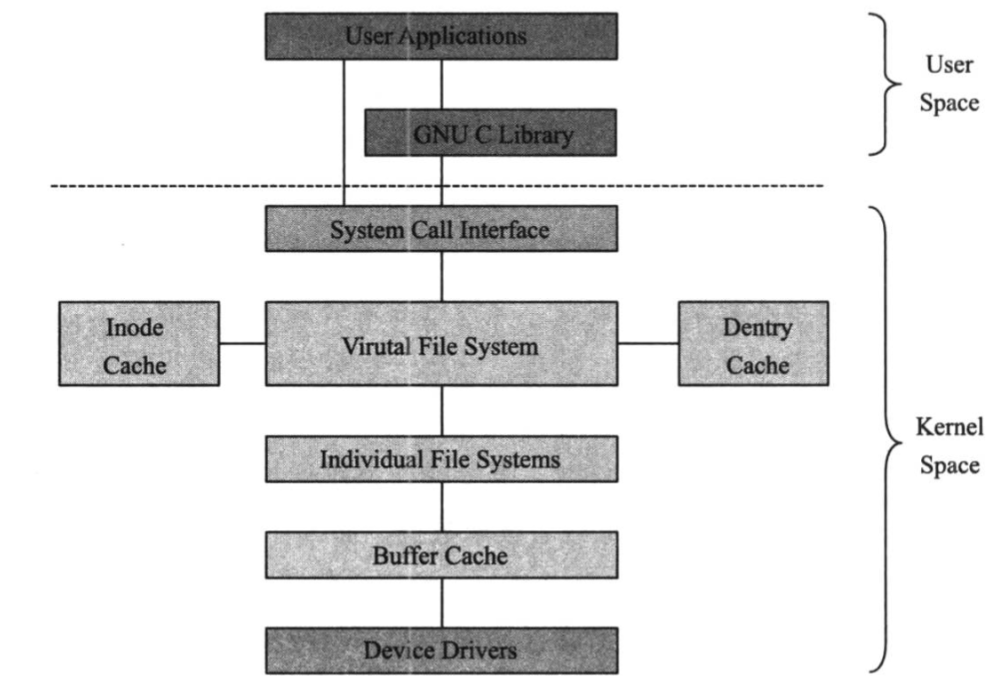 User Applications
User
Space
GNU C Library
System Call Interface
Inode
Cache
Virutal File System
Dentry
Cache
Kernel
Space
Individual File Systems
Buffer Cache
Device Drivers